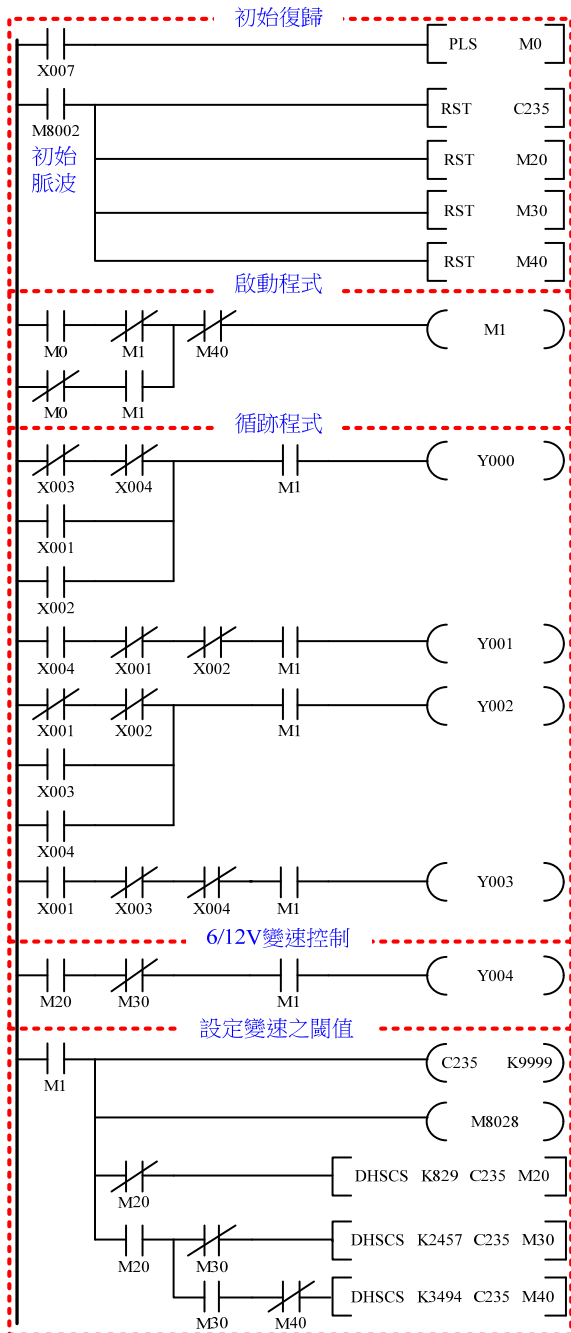 初始復歸
PLS M0
X007
RST C235
M8002
初始
脈波
RST M20
RST M30
RST M40
啟動程式
M0 M1 M40 M1
M0 M1
循跡程式
Y000
X003 X004 M1
X001
X002
Y001
X004 X001 X002 M1
Y002
X001 X002 M1
X003
X004
Y003
X001 X003 X004 M1
6/12V變速控制
Y004
M20 M30 M1
設定變速之閾值
C235 K9999
M1
M8028
DHSCS K829 C235 M20
M20
DHSCS K2457 C235 M30
M20 M30
DHSCS K3494 C235 M40
M30 M40